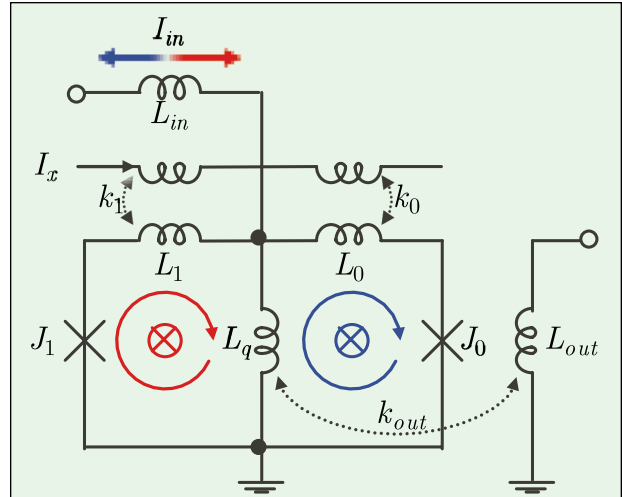 I_in
L_in
I_x
k_1 k_0
L_1 L_0
J_1 L_q J_0 L_out
k_out